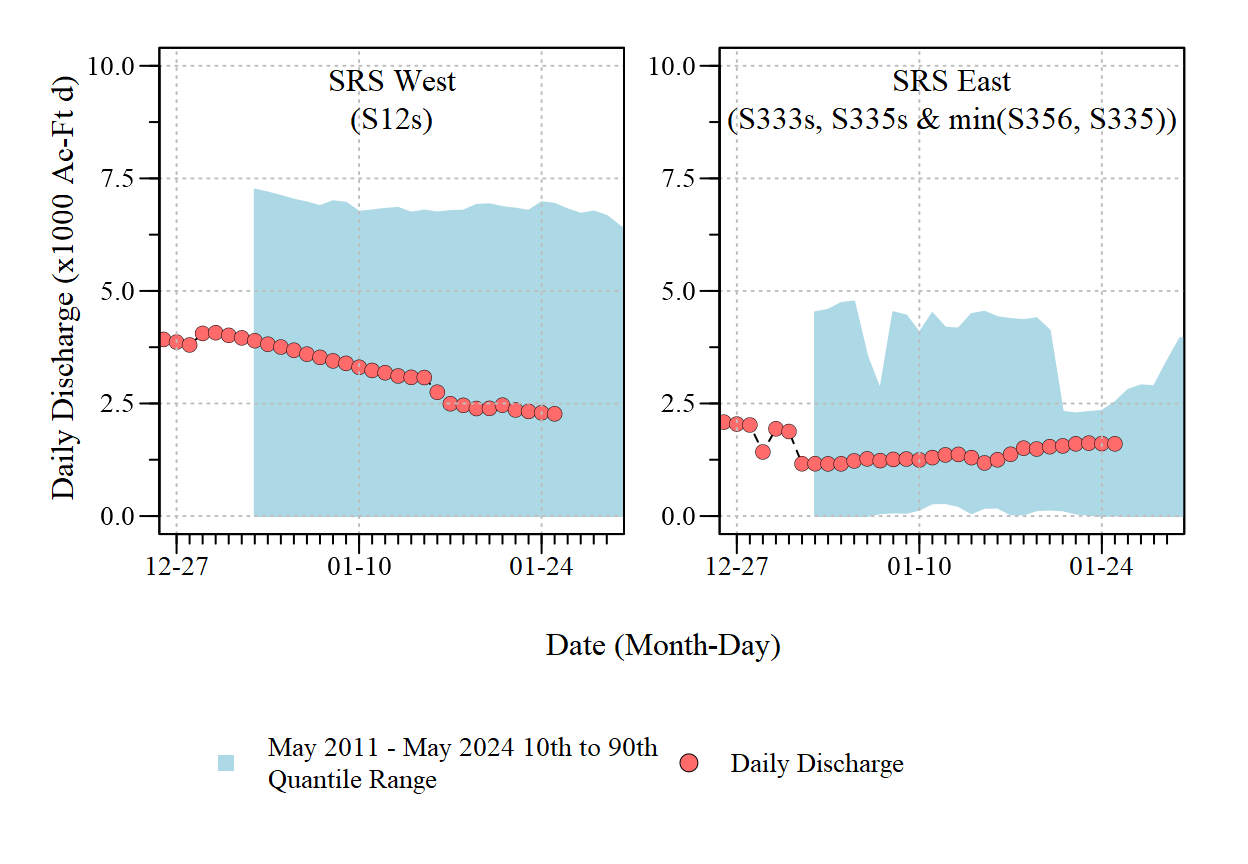 SRS West
(S12s)
SRS East
(S333s, S335s & min(S356, S335))
Daily Discharge (x1000 Ac-Ft d)
10.0
7.5
5.0
2.5
0.0
10.0
7.5
5.0
2.5
0.0
12-27
01-10
01-24
12-27
01-10
01-24
Date (Month-Day)
May 2011 - May 2024 10th to 90th
Quantile Range
Daily Discharge